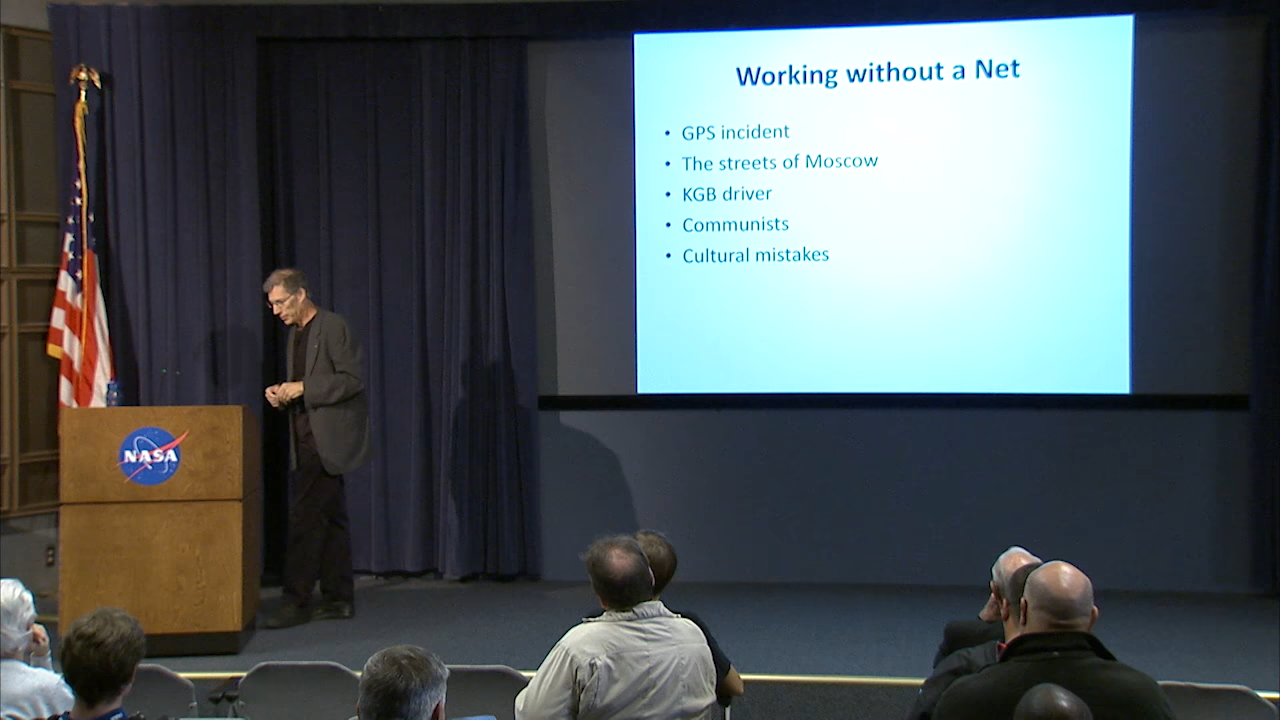 Working without a Net
• GPS incident
• The streets of Moscow
• KGB driver
• Communists
• Cultural mistakes
NASA